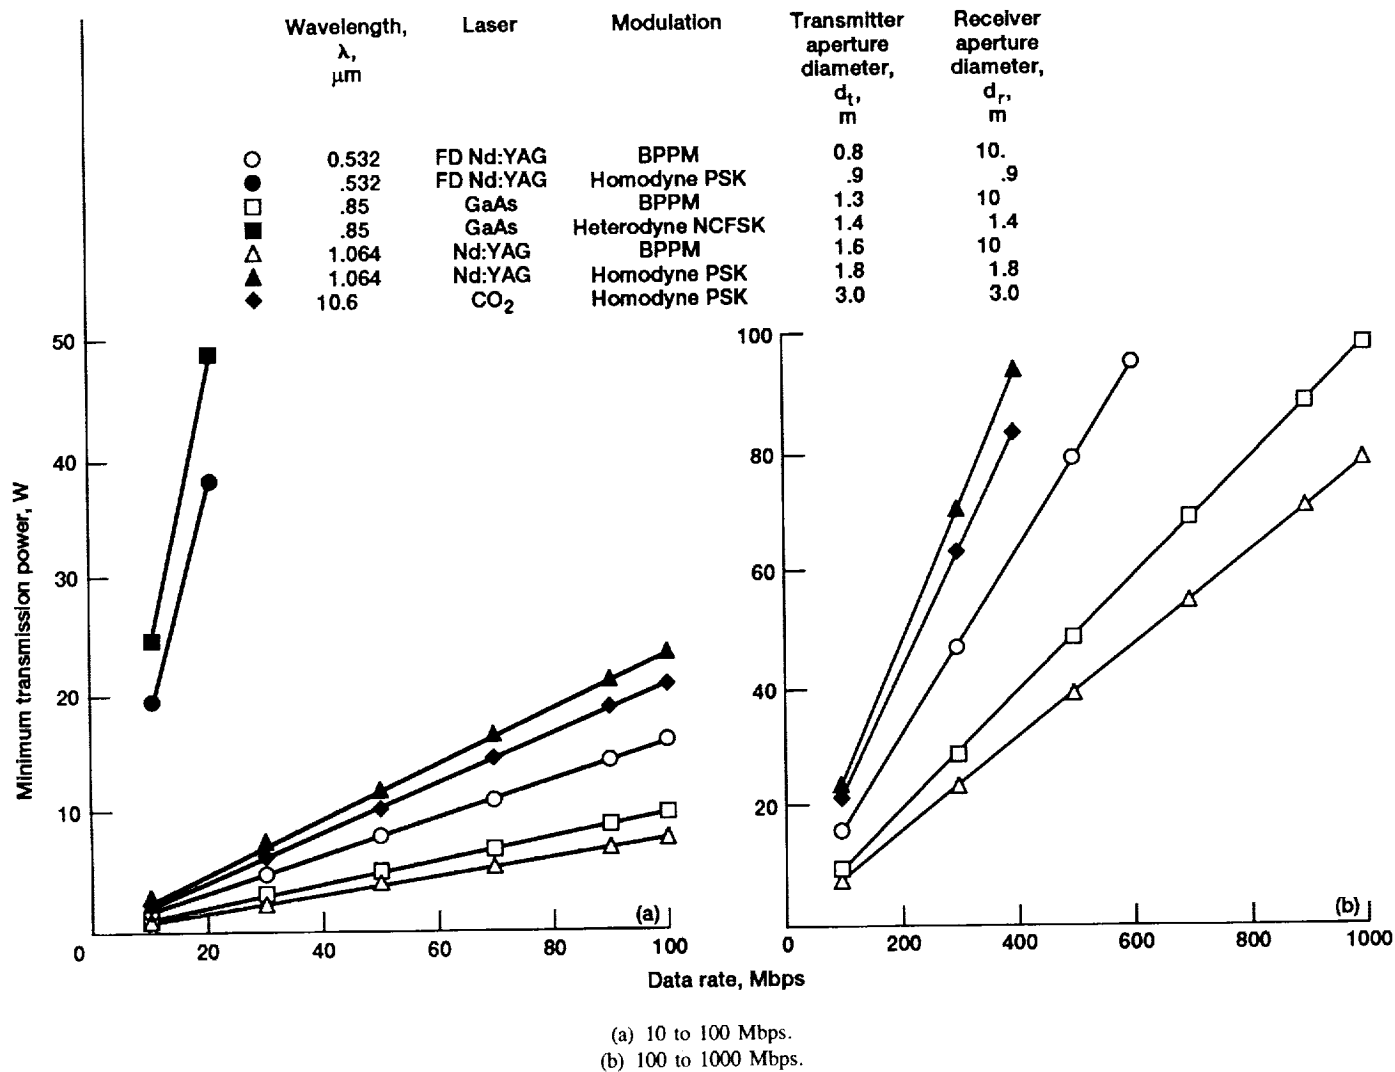 Wavelength, Laser Modulation Transmitter Receiver
λ, aperture aperture
μm diameter, diameter,
dt, dr,
m m
0.532 FD Nd:YAG BPPM 0.8 10.
.532 FD Nd:YAG Homodyne PSK .9 .9
.85 GaAs BPPM 1.3 10
.85 GaAs Heterodyne NCFSK 1.4 1.4
1.064 Nd:YAG BPPM 1.6 10
1.064 Nd:YAG Homodyne PSK 1.8 1.8
10.6 CO2 Homodyne PSK 3.0 3.0
Minimum transmission power, W
50
40
30
20
10
0 20 40 60 80 100
(a)
100
80
60
40
20
0 200 400 600 800 1000
(b)
Data rate, Mbps
(a) 10 to 100 Mbps.
(b) 100 to 1000 Mbps.